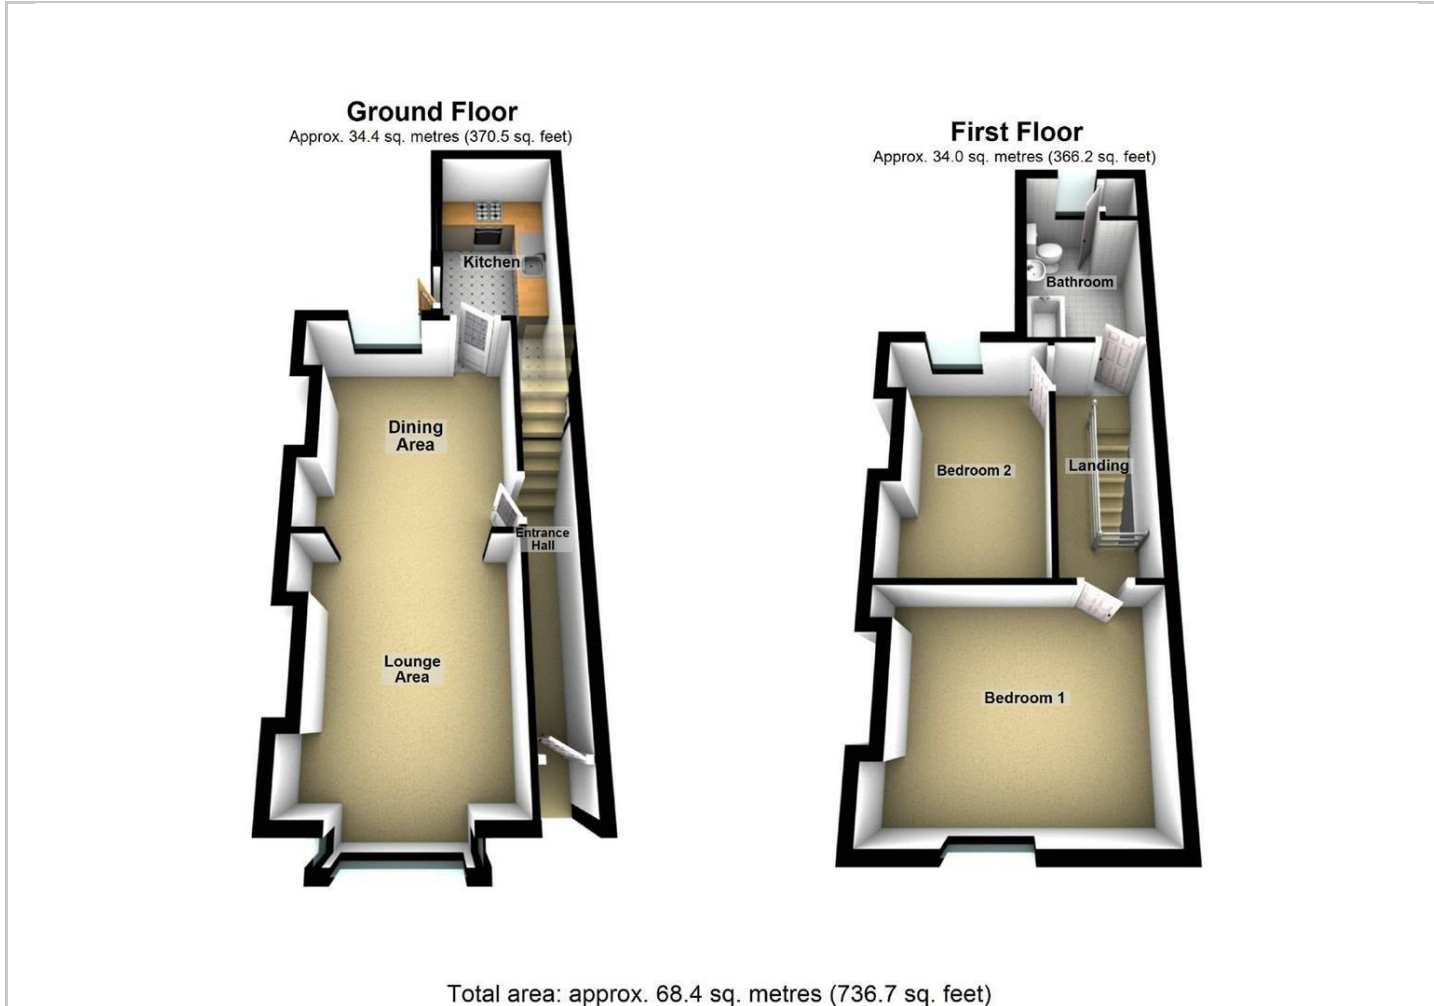 Ground Floor
Approx. 34.4 sq. metres (370.5 sq. feet)
Kitchen
Dining
Area
Entrance
Hall
Lounge
Area
First Floor
Approx. 34.0 sq. metres (366.2 sq. feet)
Bathroom
Bedroom 2
Landing
Bedroom 1
Total area: approx. 68.4 sq. metres (736.7 sq. feet)